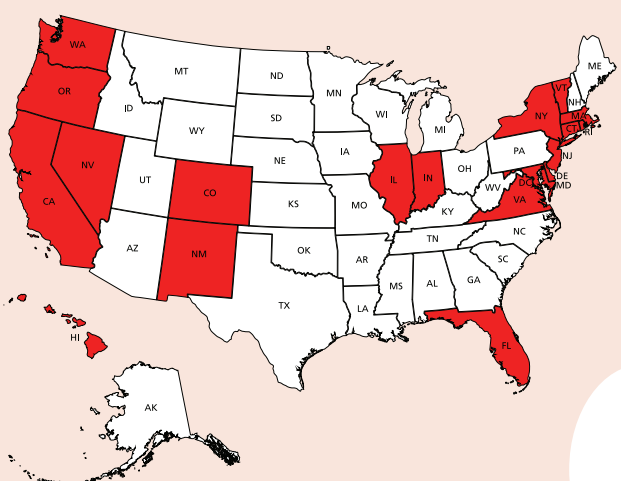 WA
MT
ND
MN
ME
OR
ID
SD
WI
MI
VT
NH
NY
MA
CT
RI
WY
IA
NE
PA
NJ
NV
UT
CO
IL
IN
OH
DE
MD
DC
WV
VA
CA
KS
MO
KY
AZ
NM
OK
AR
TN
NC
SC
MS
AL
GA
TX
LA
HI
FL
AK